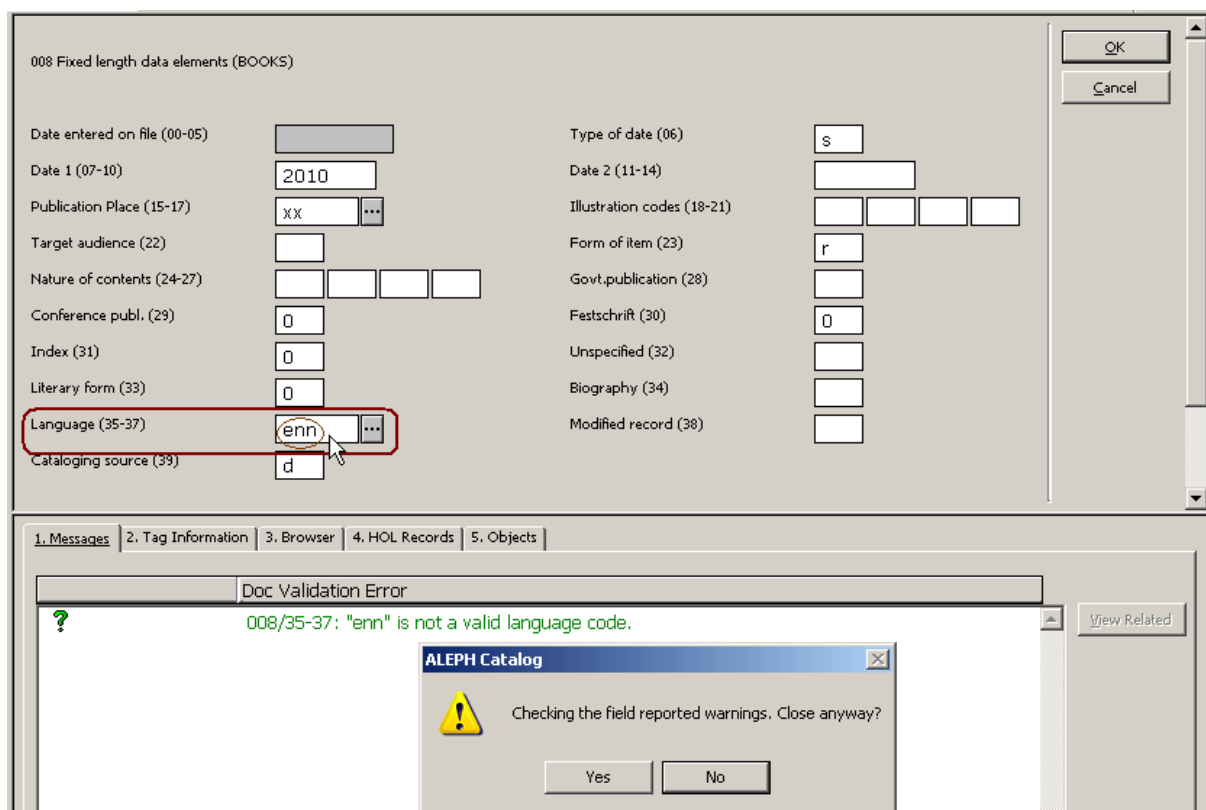 OK
008 Fixed length data elements (BOOKS)
Cancel
Date entered on file (00-05) Type of date (06) s
Date 1 (07-10) 2010 Date 2 (11-14)
Publication Place (15-17) xx ... Illustration codes (18-21)
Target audience (22) Form of item (23) r
Nature of contents (24-27) Govt.publication (28)
Conference publ. (29) 0 Festschrift (30) 0
Index (31) 0 Unspecified (32)
Literary form (33) 0 Biography (34)
Language (35-37) enn ... Modified record (38)
Cataloging source (39) d
1. Messages 2. Tag Information 3. Browser 4. HOL Records 5. Objects
Doc Validation Error
? 008/35-37: "enn" is not a valid language code. View Related
ALEPH Catalog
Checking the field reported warnings. Close anyway?
Yes No